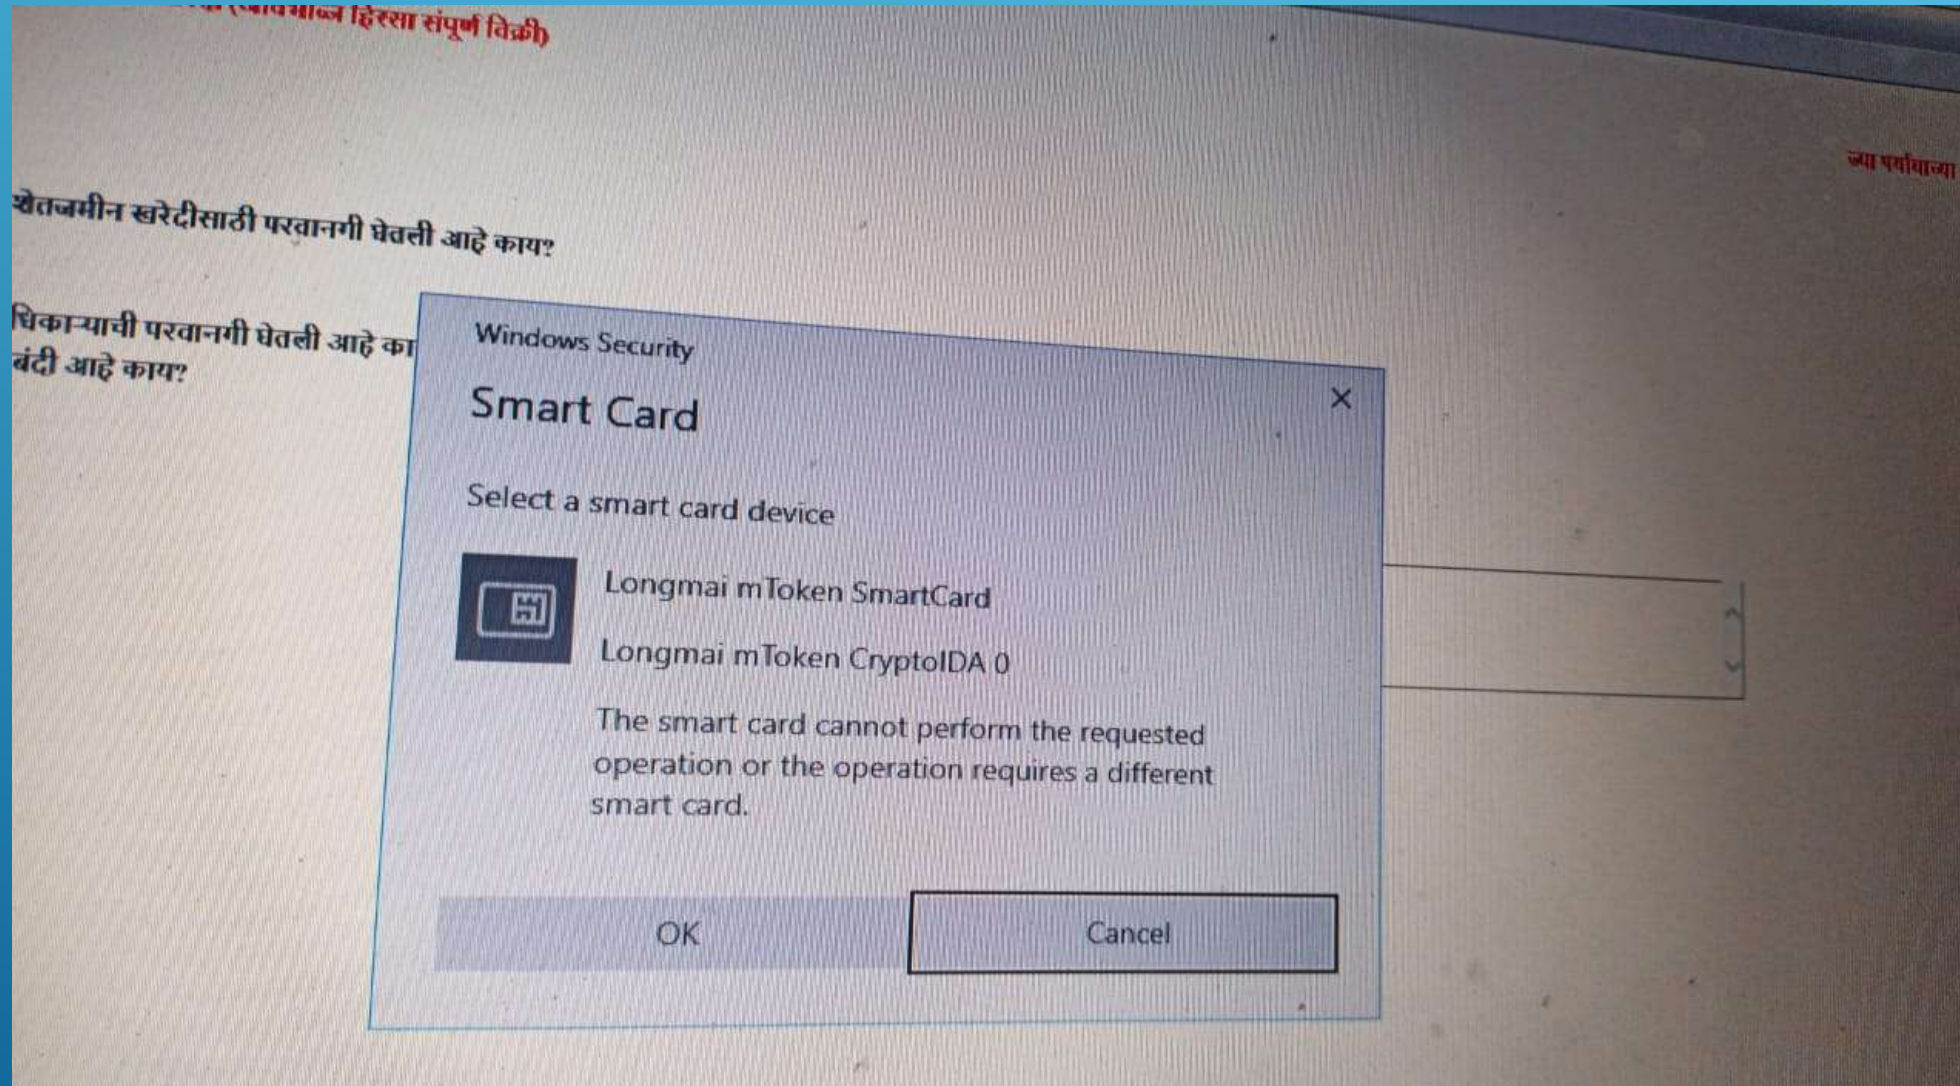 हिस्सा संपूर्ण विक्री)
ज्या पर्यायाच्या
शेतजमीन खरेदीसाठी परवानगी घेतली आहे काय?
धिकाऱ्याची परवानगी घेतली आहे का
बंदी आहे काय?
Windows Security
Smart Card
Select a smart card device
Longmai mToken SmartCard
Longmai mToken CryptoIDA 0
The smart card cannot perform the requested
operation or the operation requires a different
smart card.
OK
Cancel